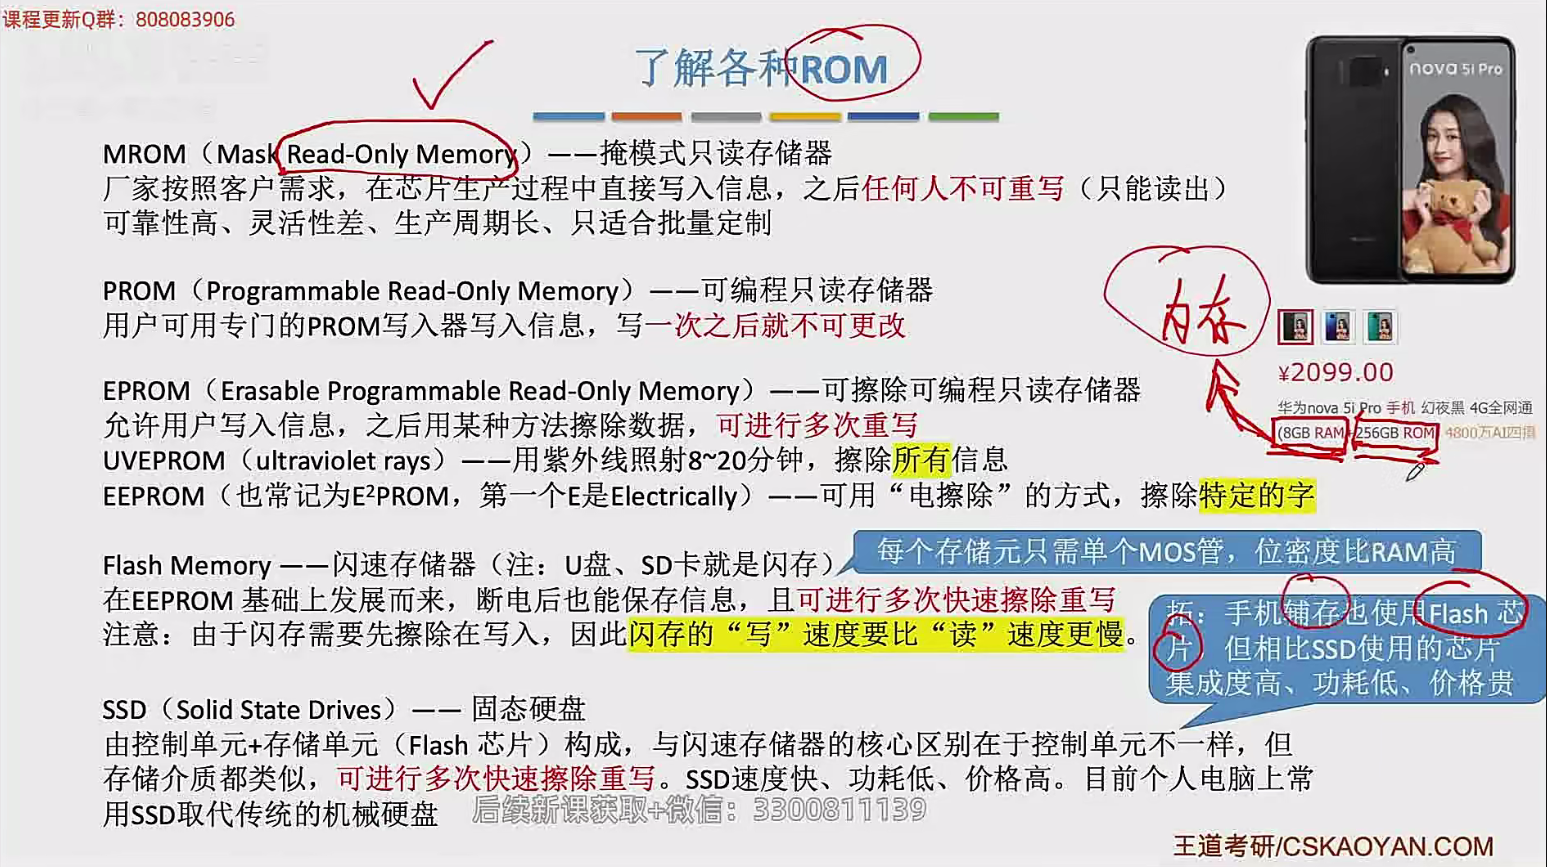 课程更新Q群：808083906
了解各种ROM
MROM（Mask Read-Only Memory）——掩模式只读存储器
厂家按照客户需求，在芯片生产过程中直接写入信息，之后任何人不可重写（只能读出）
可靠性高、灵活性差、生产周期长、只适合批量定制
PROM（Programmable Read-Only Memory）——可编程只读存储器
用户可用专门的PROM写入器写入信息，写一次之后就不可更改
EPROM（Erasable Programmable Read-Only Memory）——可擦除可编程只读存储器
允许用户写入信息，之后用某种方法擦除数据，可进行多次重写
UVEPROM（ultraviolet rays）——用紫外线照射8~20分钟，擦除所有信息
EEPROM（也常记为E²PROM，第一个E是Electrically）——可用“电擦除”的方式，擦除特定的字
Flash Memory ——闪速存储器（注：U盘、SD卡就是闪存）
在EEPROM 基础上发展而来，断电后也能保存信息，且可进行多次快速擦除重写
注意：由于闪存需要先擦除在写入，因此闪存的“写”速度要比“读”速度更慢。
每个存储元只需单个MOS管，位密度比RAM高
拓：手机辅存也使用Flash 芯
片，但相比SSD使用的芯片
集成度高、功耗低、价格贵
SSD（Solid State Drives）—— 固态硬盘
由控制单元+存储单元（Flash 芯片）构成，与闪速存储器的核心区别在于控制单元不一样，但
存储介质都类似，可进行多次快速擦除重写。SSD速度快、功耗低、价格高。目前个人电脑上常
用SSD取代传统的机械硬盘
后续新课获取+微信：3300811139
nova 5i Pro
内存
¥2099.00
华为nova 5i Pro 手机 幻夜黑 4G全网通
(8GB RAM+256GB ROM) 4800万AI四摄
王道考研/CSKAOYAN.COM